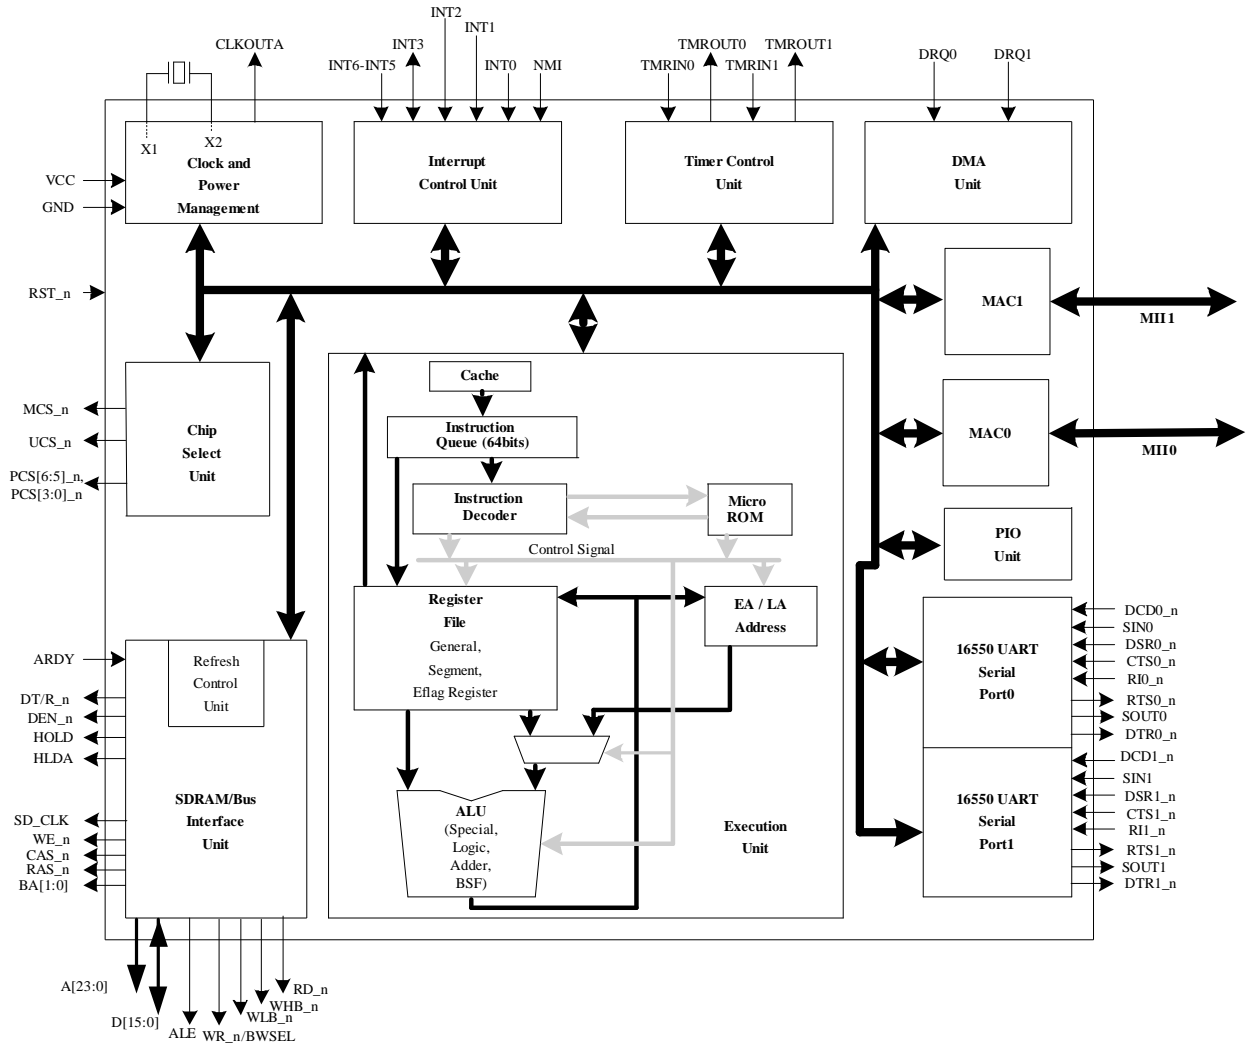 INT2
INT1
CLKOUTA
INT3
TMROUT0
TMROUT1
DRQ0
DRQ1
INT6-INT5
INT0
NMI
TMRIN0
TMRIN1
X1
X2
Clock and
Power
Management
Interrupt
Control Unit
Timer Control
Unit
DMA
Unit
VCC
GND
RST_n
MAC1
MII1
MAC0
MII0
MCS_n
UCS_n
PCS[6:5]_n,
PCS[3:0]_n
Chip
Select
Unit
Cache
Instruction
Queue (64bits)
Instruction
Decoder
Micro
ROM
Control Signal
PIO
Unit
Register
File
General,
Segment,
Eflag Register
EA / LA
Address
16550 UART
Serial
Port0
DCD0_n
SIN0
DSR0_n
CTS0_n
RI0_n
RTS0_n
SOUT0
DTR0_n
ARDY
DT/R_n
DEN_n
HOLD
HLDA
Refresh
Control
Unit
SDRAM/Bus
Interface
Unit
SD_CLK
WE_n
CAS_n
RAS_n
BA[1:0]
ALU
(Special,
Logic,
Adder,
BSF)
Execution
Unit
16550 UART
Serial
Port1
DCD1_n
SIN1
DSR1_n
CTS1_n
RI1_n
RTS1_n
SOUT1
DTR1_n
A[23:0]
D[15:0]
ALE
WR_n/BWSEL
WLB_n
WHB_n
RD_n